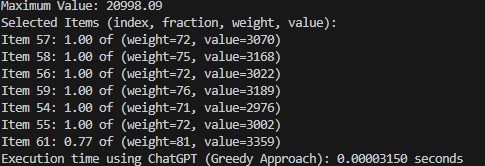 Maximum Value: 20998.09
Selected Items (index, fraction, weight, value):
Item 57: 1.00 of (weight=72, value=3070)
Item 58: 1.00 of (weight=75, value=3168)
Item 56: 1.00 of (weight=72, value=3022)
Item 59: 1.00 of (weight=76, value=3189)
Item 54: 1.00 of (weight=71, value=2976)
Item 55: 1.00 of (weight=72, value=3002)
Item 61: 0.77 of (weight=81, value=3359)
Execution time using ChatGPT (Greedy Approach): 0.00003150 seconds